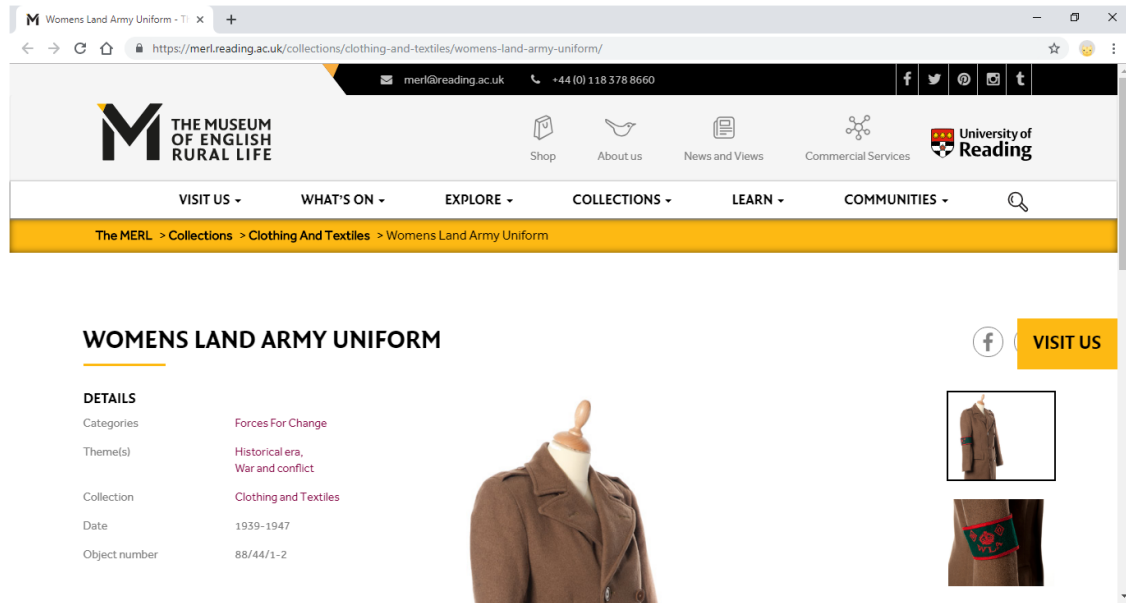 Womens Land Army Uniform - Th
https://merl.reading.ac.uk/collections/clothing-and-textiles/womens-land-army-uniform/
merl@reading.ac.uk +44 (0) 118 378 8660
THE MUSEUM
OF ENGLISH
RURAL LIFE
Shop About us News and Views Commercial Services
University of
Reading
VISIT US WHAT'S ON EXPLORE COLLECTIONS LEARN COMMUNITIES
The MERL > Collections > Clothing And Textiles > Womens Land Army Uniform
WOMENS LAND ARMY UNIFORM
VISIT US
DETAILS
Categories Forces For Change
Theme(s) Historical era,
War and conflict
Collection Clothing and Textiles
Date 1939-1947
Object number 88/44/1-2
WLA